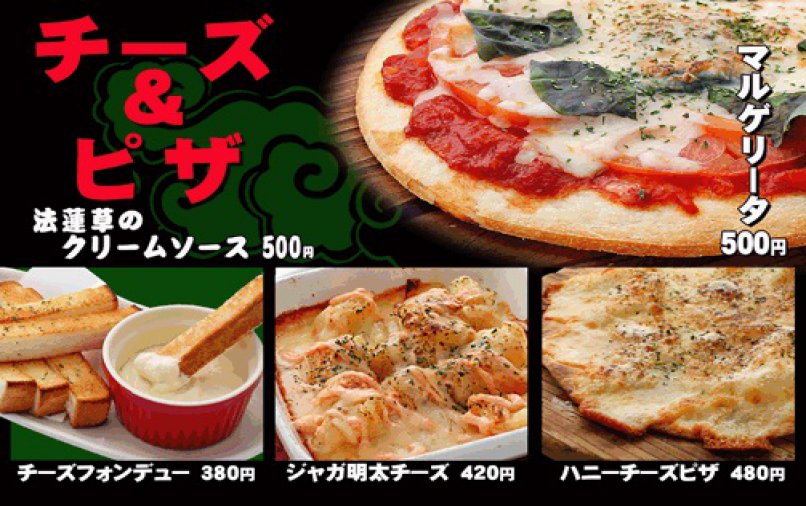 チーズ
&
ピザ
法蓮草の
クリームソース 500円
マルゲリータ
500円
チーズフォンデュー 380円
ジャガ明太チーズ 420円
ハニーチーズピザ 480円